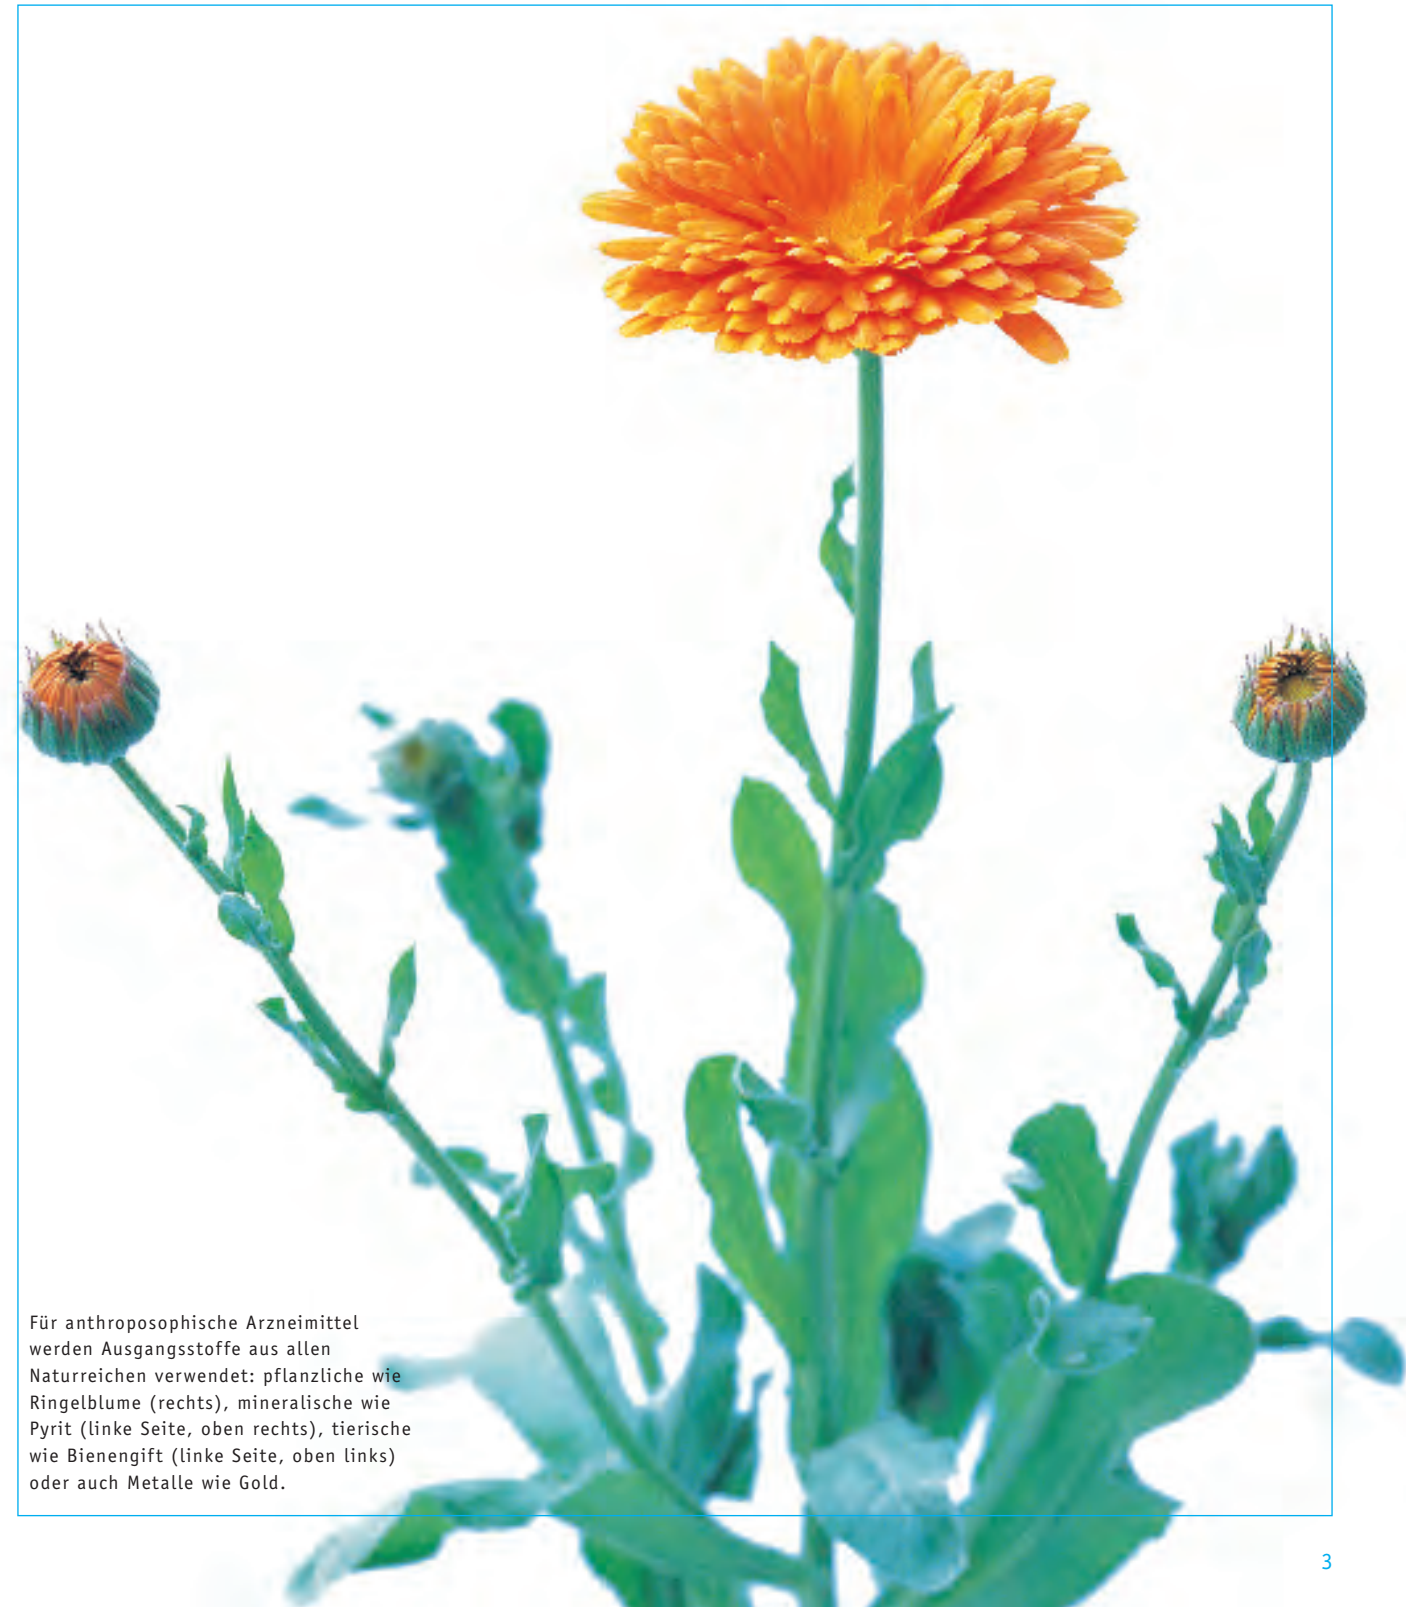 Für anthroposophische Arzneimittel
werden Ausgangsstoffe aus allen
Naturreichen verwendet: pflanzliche wie
Ringelblume (rechts), mineralische wie
Pyrit (linke Seite, oben rechts), tierische
wie Bienengift (linke Seite, oben links)
oder auch Metalle wie Gold.
3